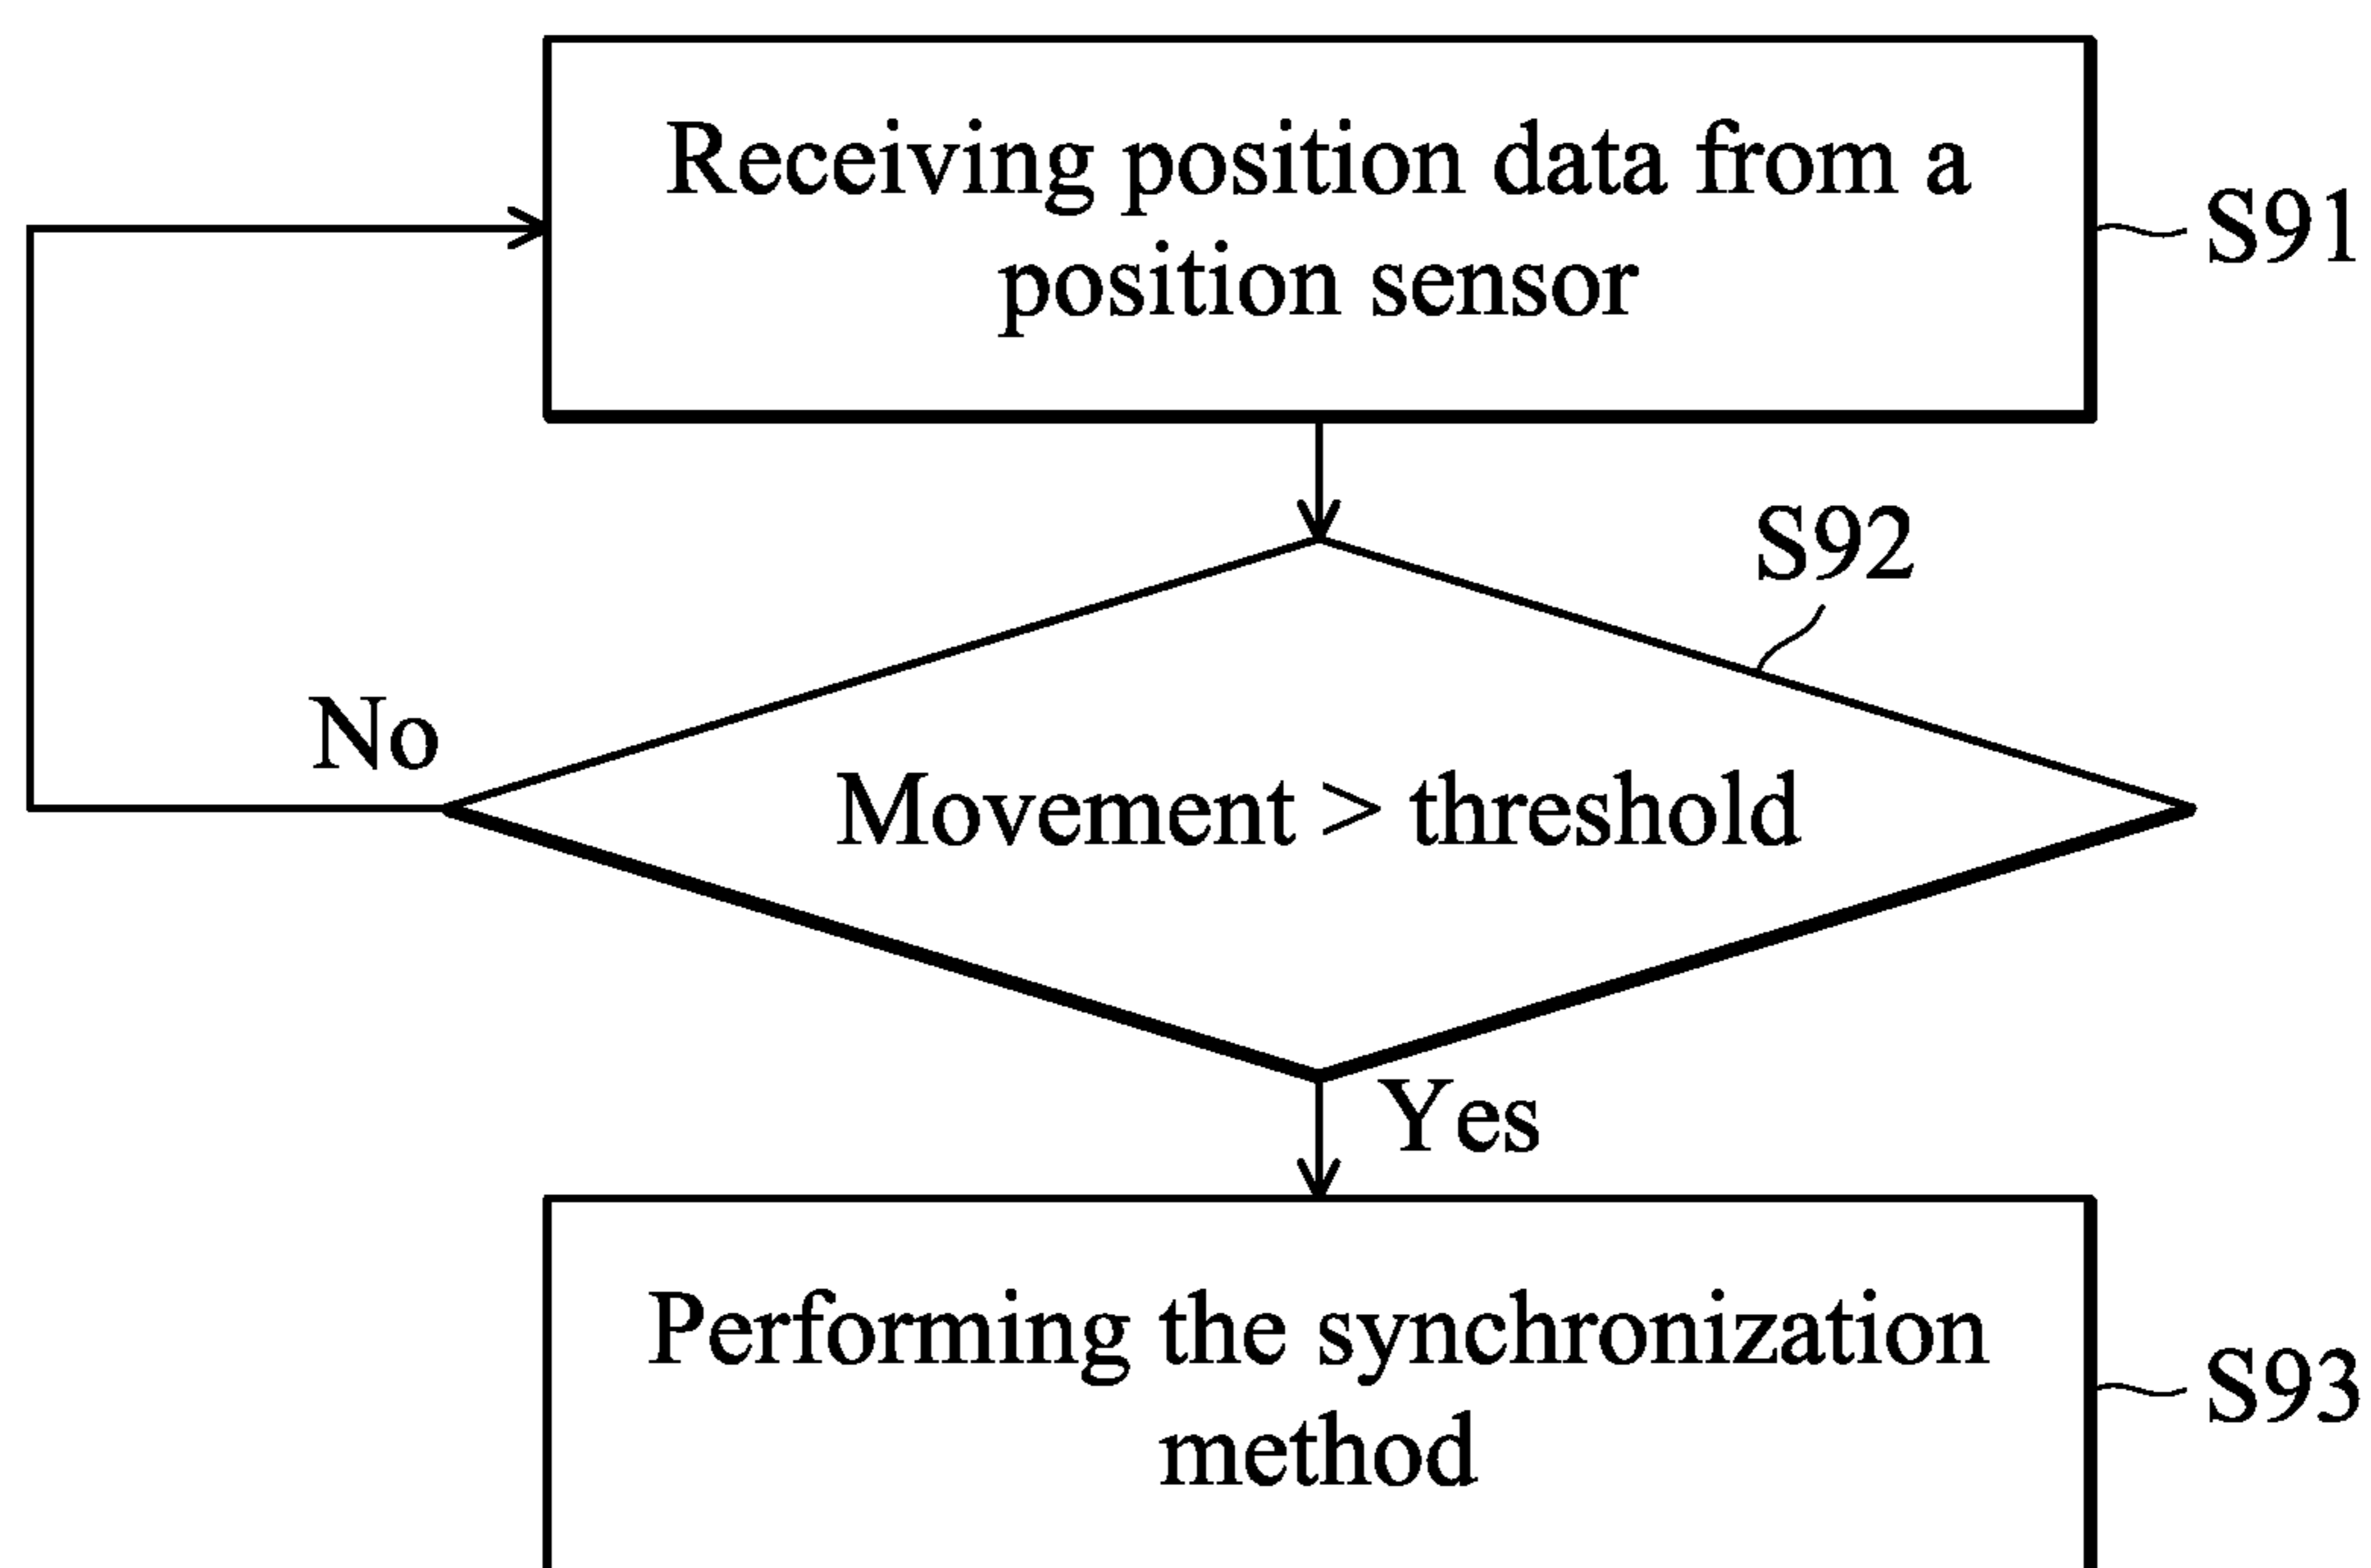 Receiving position data from a
position sensor
S91
S92
No
Movement > threshold
Yes
Performing the synchronization
method
S93